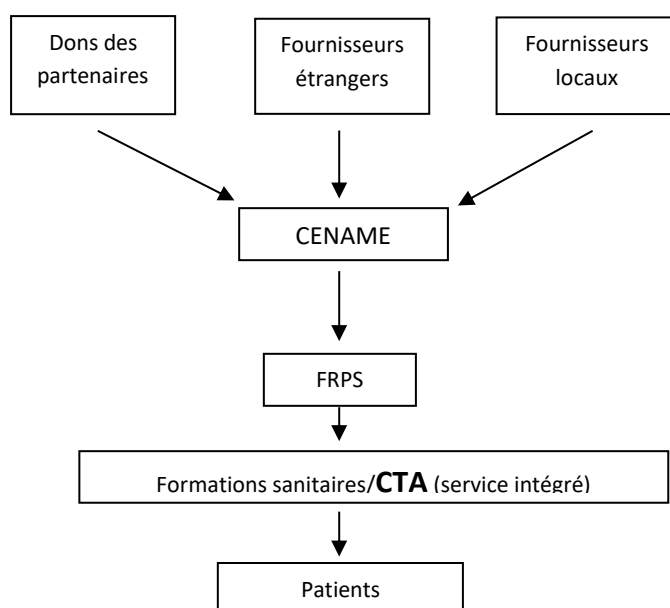 Dons des
partenaires
Fournisseurs
étrangers
Fournisseurs
locaux
CENAME
FRPS
Formations sanitaires/CTA (service intégré)
Patients